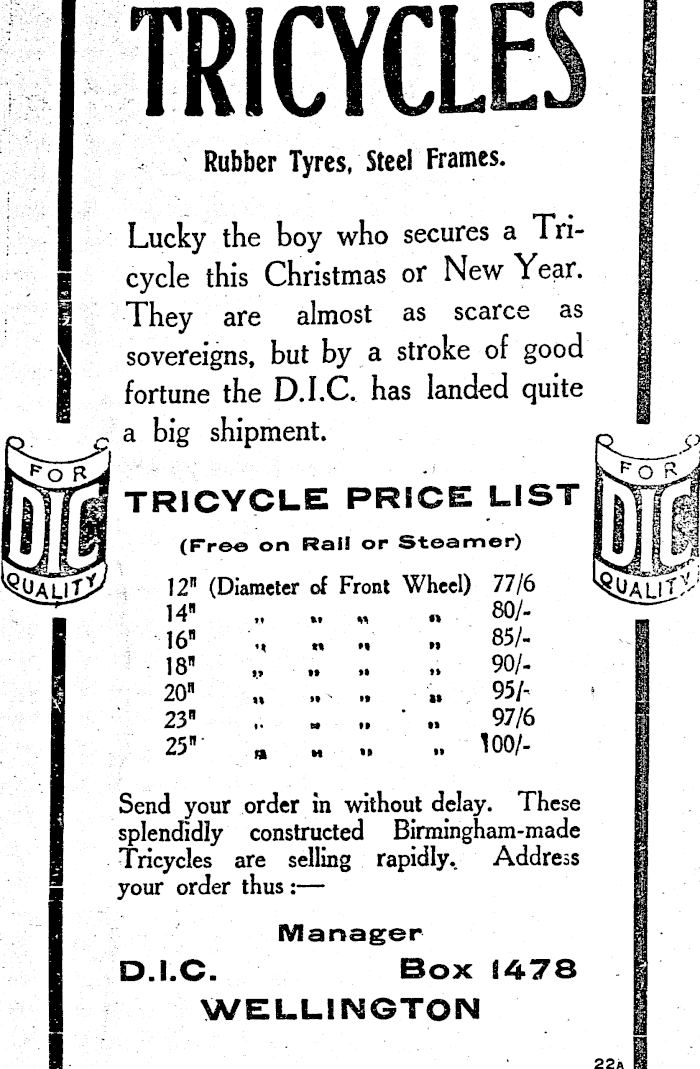 TRICYCLES
Rubber Tyres, Steel Frames.
Lucky the boy who secures a Tri-
cycle this Christmas or New Year.
They are almost as scarce as
sovereigns, but by a stroke of good
fortune the D.I.C. has landed quite
a big shipment.
FOR
DIC
QUALITY
FOR
DIC
QUALITY
TRICYCLE PRICE LIST
(Free on Rail or Steamer)
12" (Diameter of Front Wheel) 77/6
14" " " " " 80/-
16" " " " " 85/-
18" " " " " 90/-
20" " " " " 95/-
23" " " " " 97/6
25" " " " " 100/-
Send your order in without delay. These
splendidly constructed Birmingham-made
Tricycles are selling rapidly. Address
your order thus :—
Manager
D.I.C. Box 1478
WELLINGTON
22A